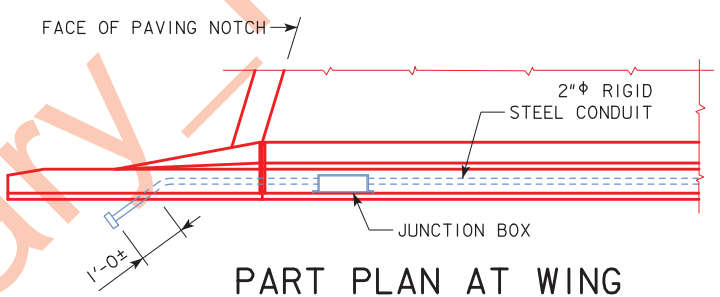 FACE OF PAVING NOTCH
2"ϕ RIGID
STEEL CONDUIT
JUNCTION BOX
1'-0±
PART PLAN AT WING